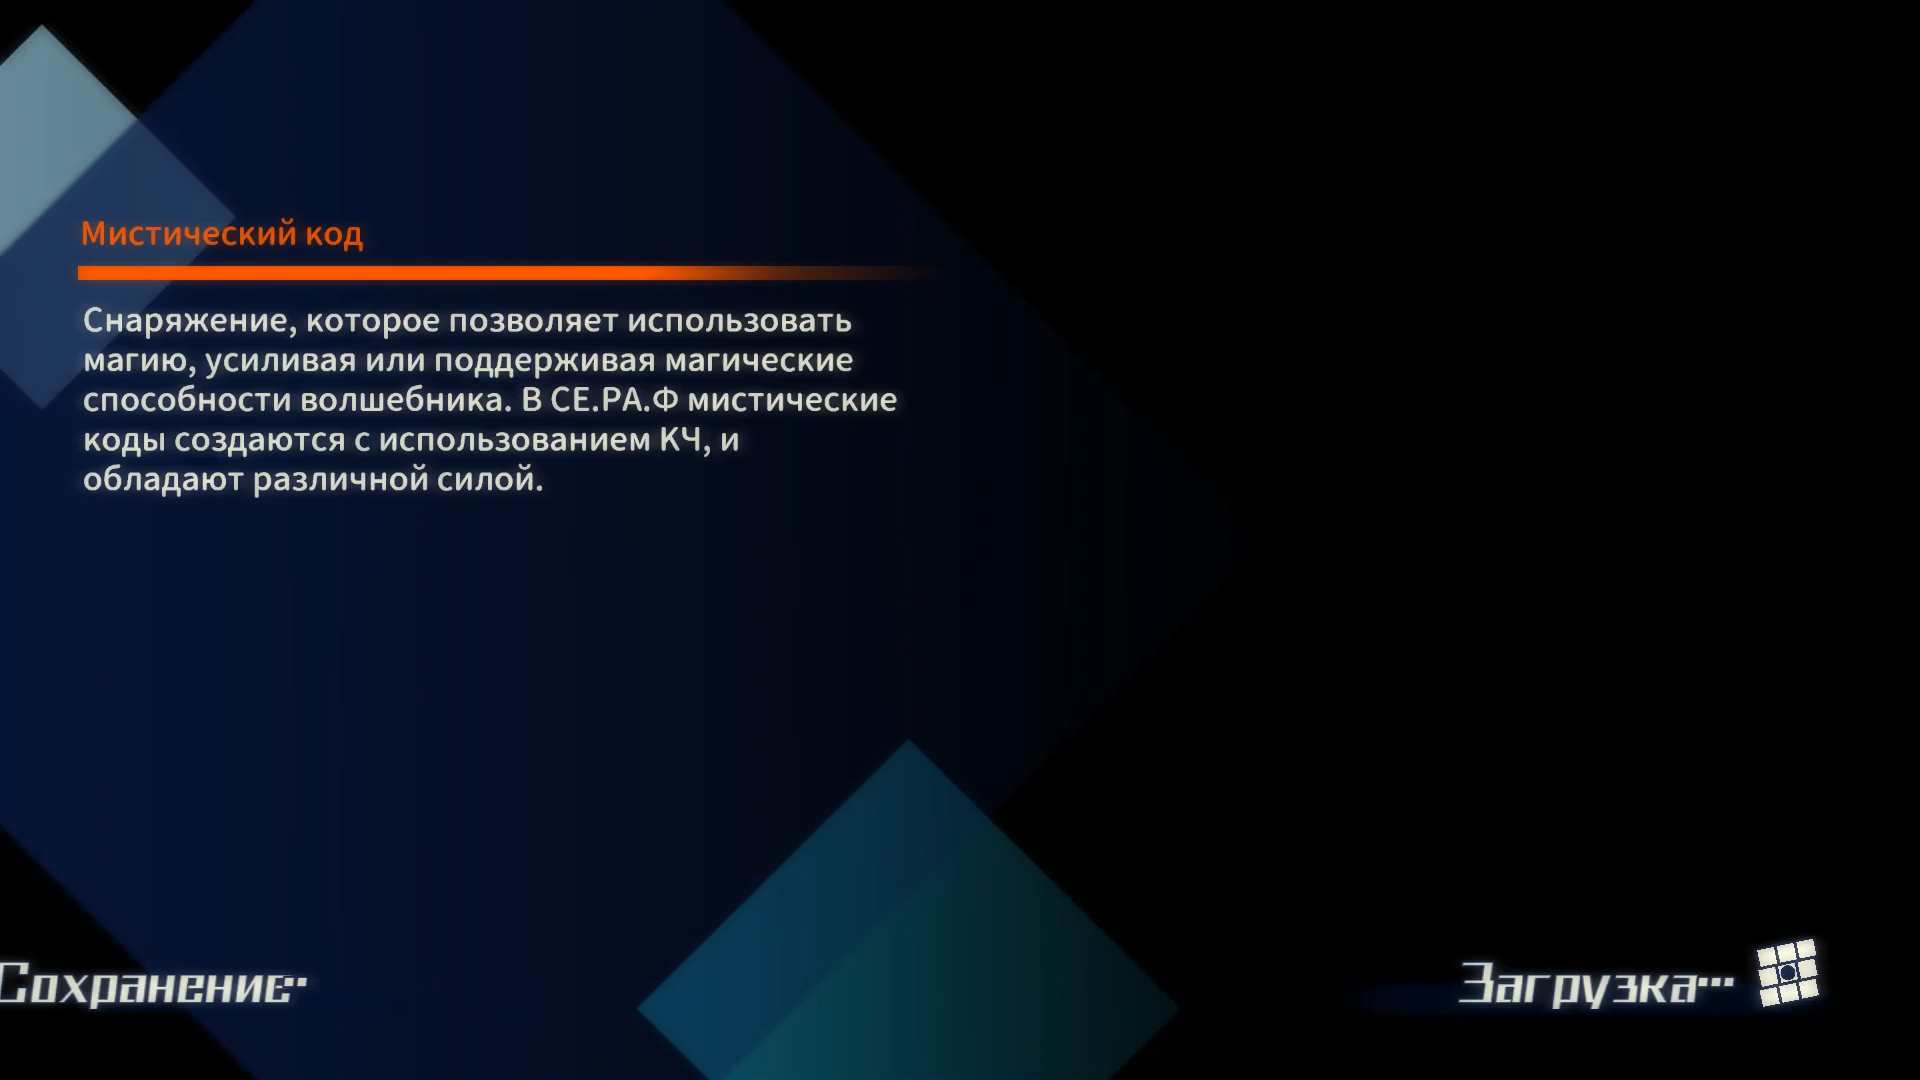 Мистический код
Снаряжение, которое позволяет использовать
магию, усиливая или поддерживая магические
способности волшебника. В СЕ.РА.Ф мистические
коды создаются с использованием КЧ, и
обладают различной силой.
Сохранение...
Загрузка...